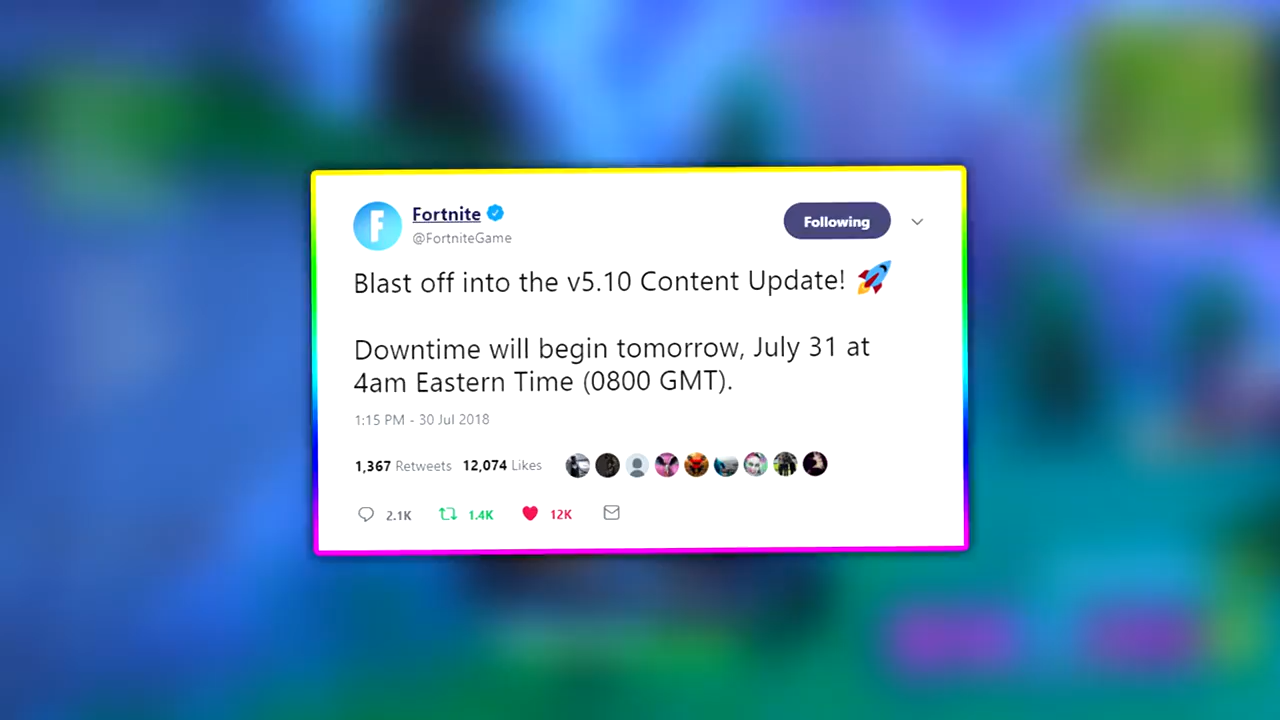 F
Fortnite
@FortniteGame
Following
Blast off into the v5.10 Content Update! 🚀
Downtime will begin tomorrow, July 31 at
4am Eastern Time (0800 GMT).
1:15 PM - 30 Jul 2018
1,367 Retweets 12,074 Likes
2.1K 1.4K 12K